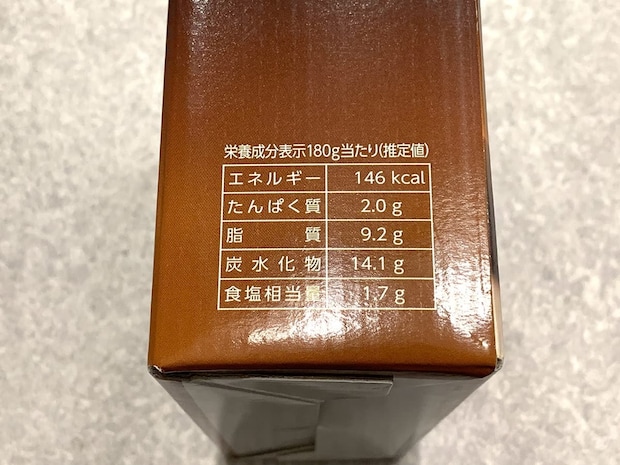 栄養成分表示180g当たり(推定値)
エネルギー 146 kcal
たんぱく質 2.0 g
脂質 9.2 g
炭水化物 14.1 g
食塩相当量 1.7 g